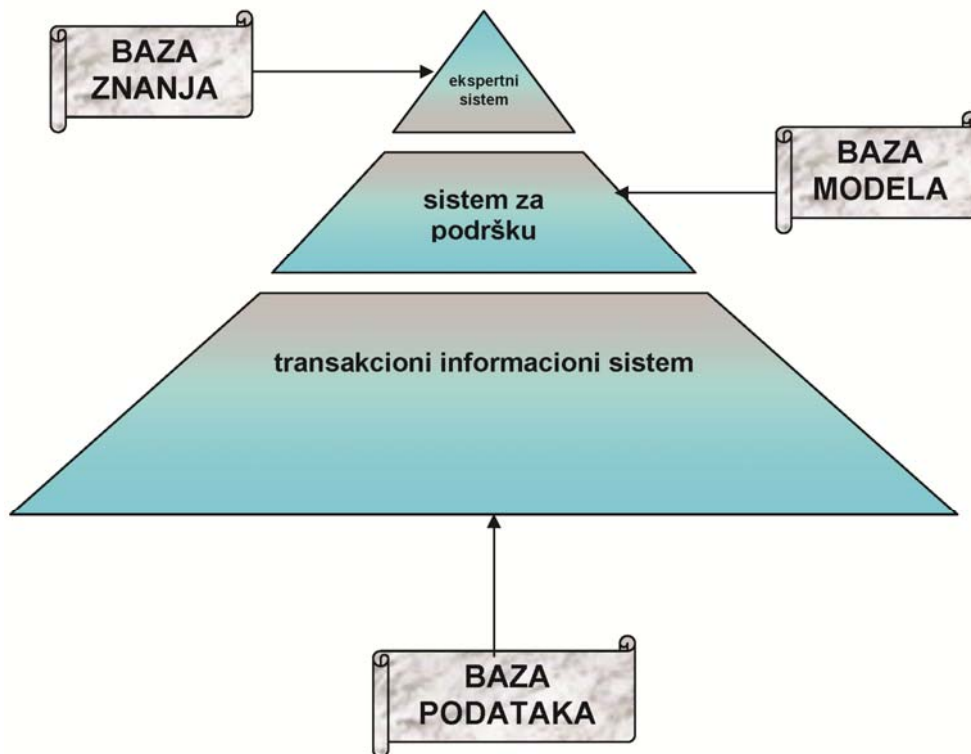 BAZA
ZNANJA
ekspertni
sistem
BAZA
MODELA
sistem za
podršku
transakcioni informacioni sistem
BAZA
PODATAKA